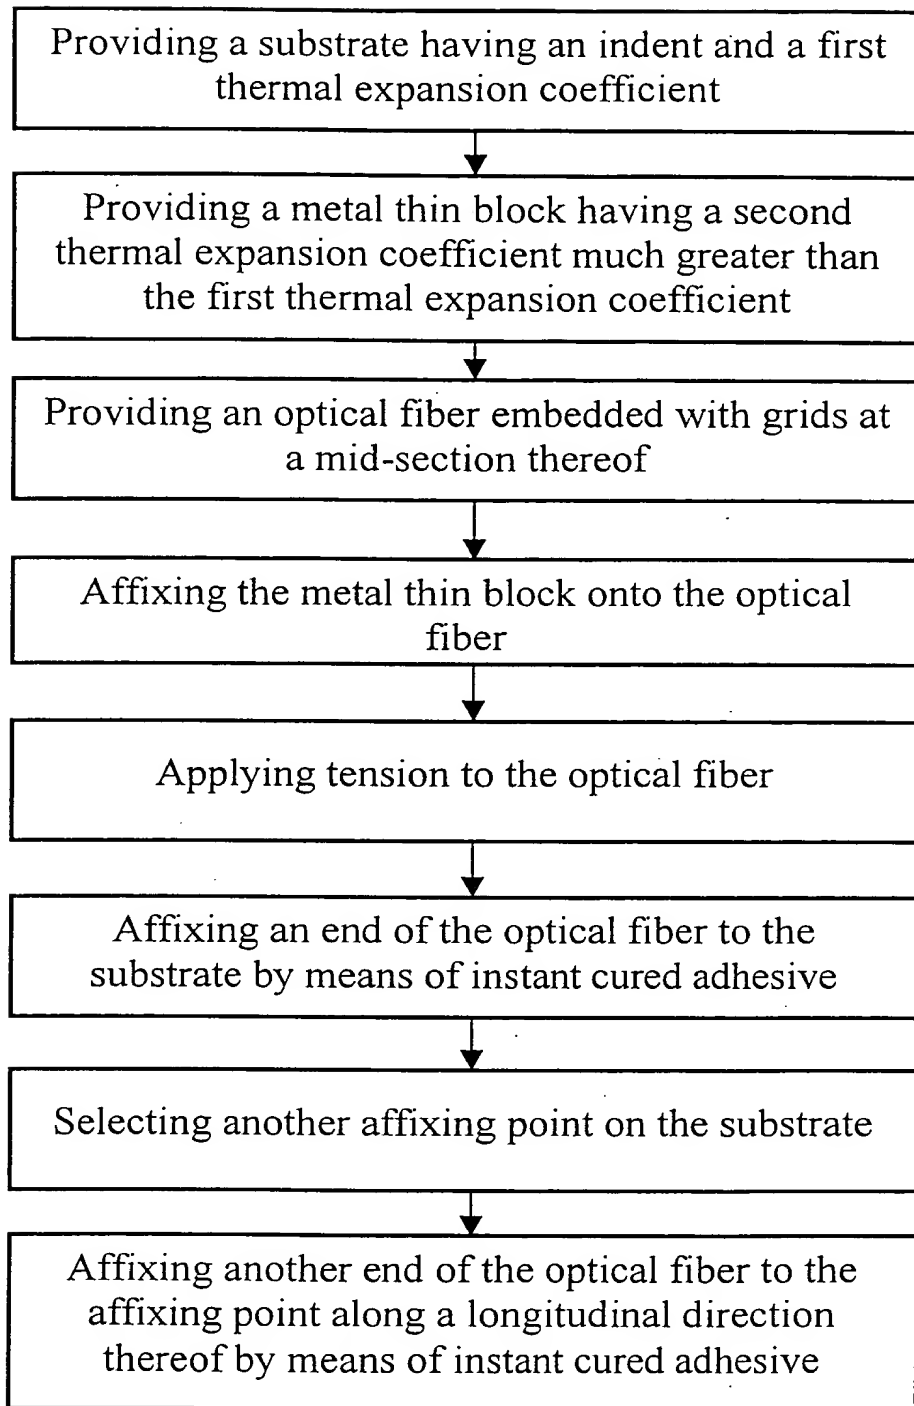 Providing a substrate having an indent and a first
thermal expansion coefficient
Providing a metal thin block having a second
thermal expansion coefficient much greater than
the first thermal expansion coefficient
Providing an optical fiber embedded with grids at
a mid-section thereof
Affixing the metal thin block onto the optical
fiber
Applying tension to the optical fiber
Affixing an end of the optical fiber to the
substrate by means of instant cured adhesive
Selecting another affixing point on the substrate
Affixing another end of the optical fiber to the
affixing point along a longitudinal direction
thereof by means of instant cured adhesive